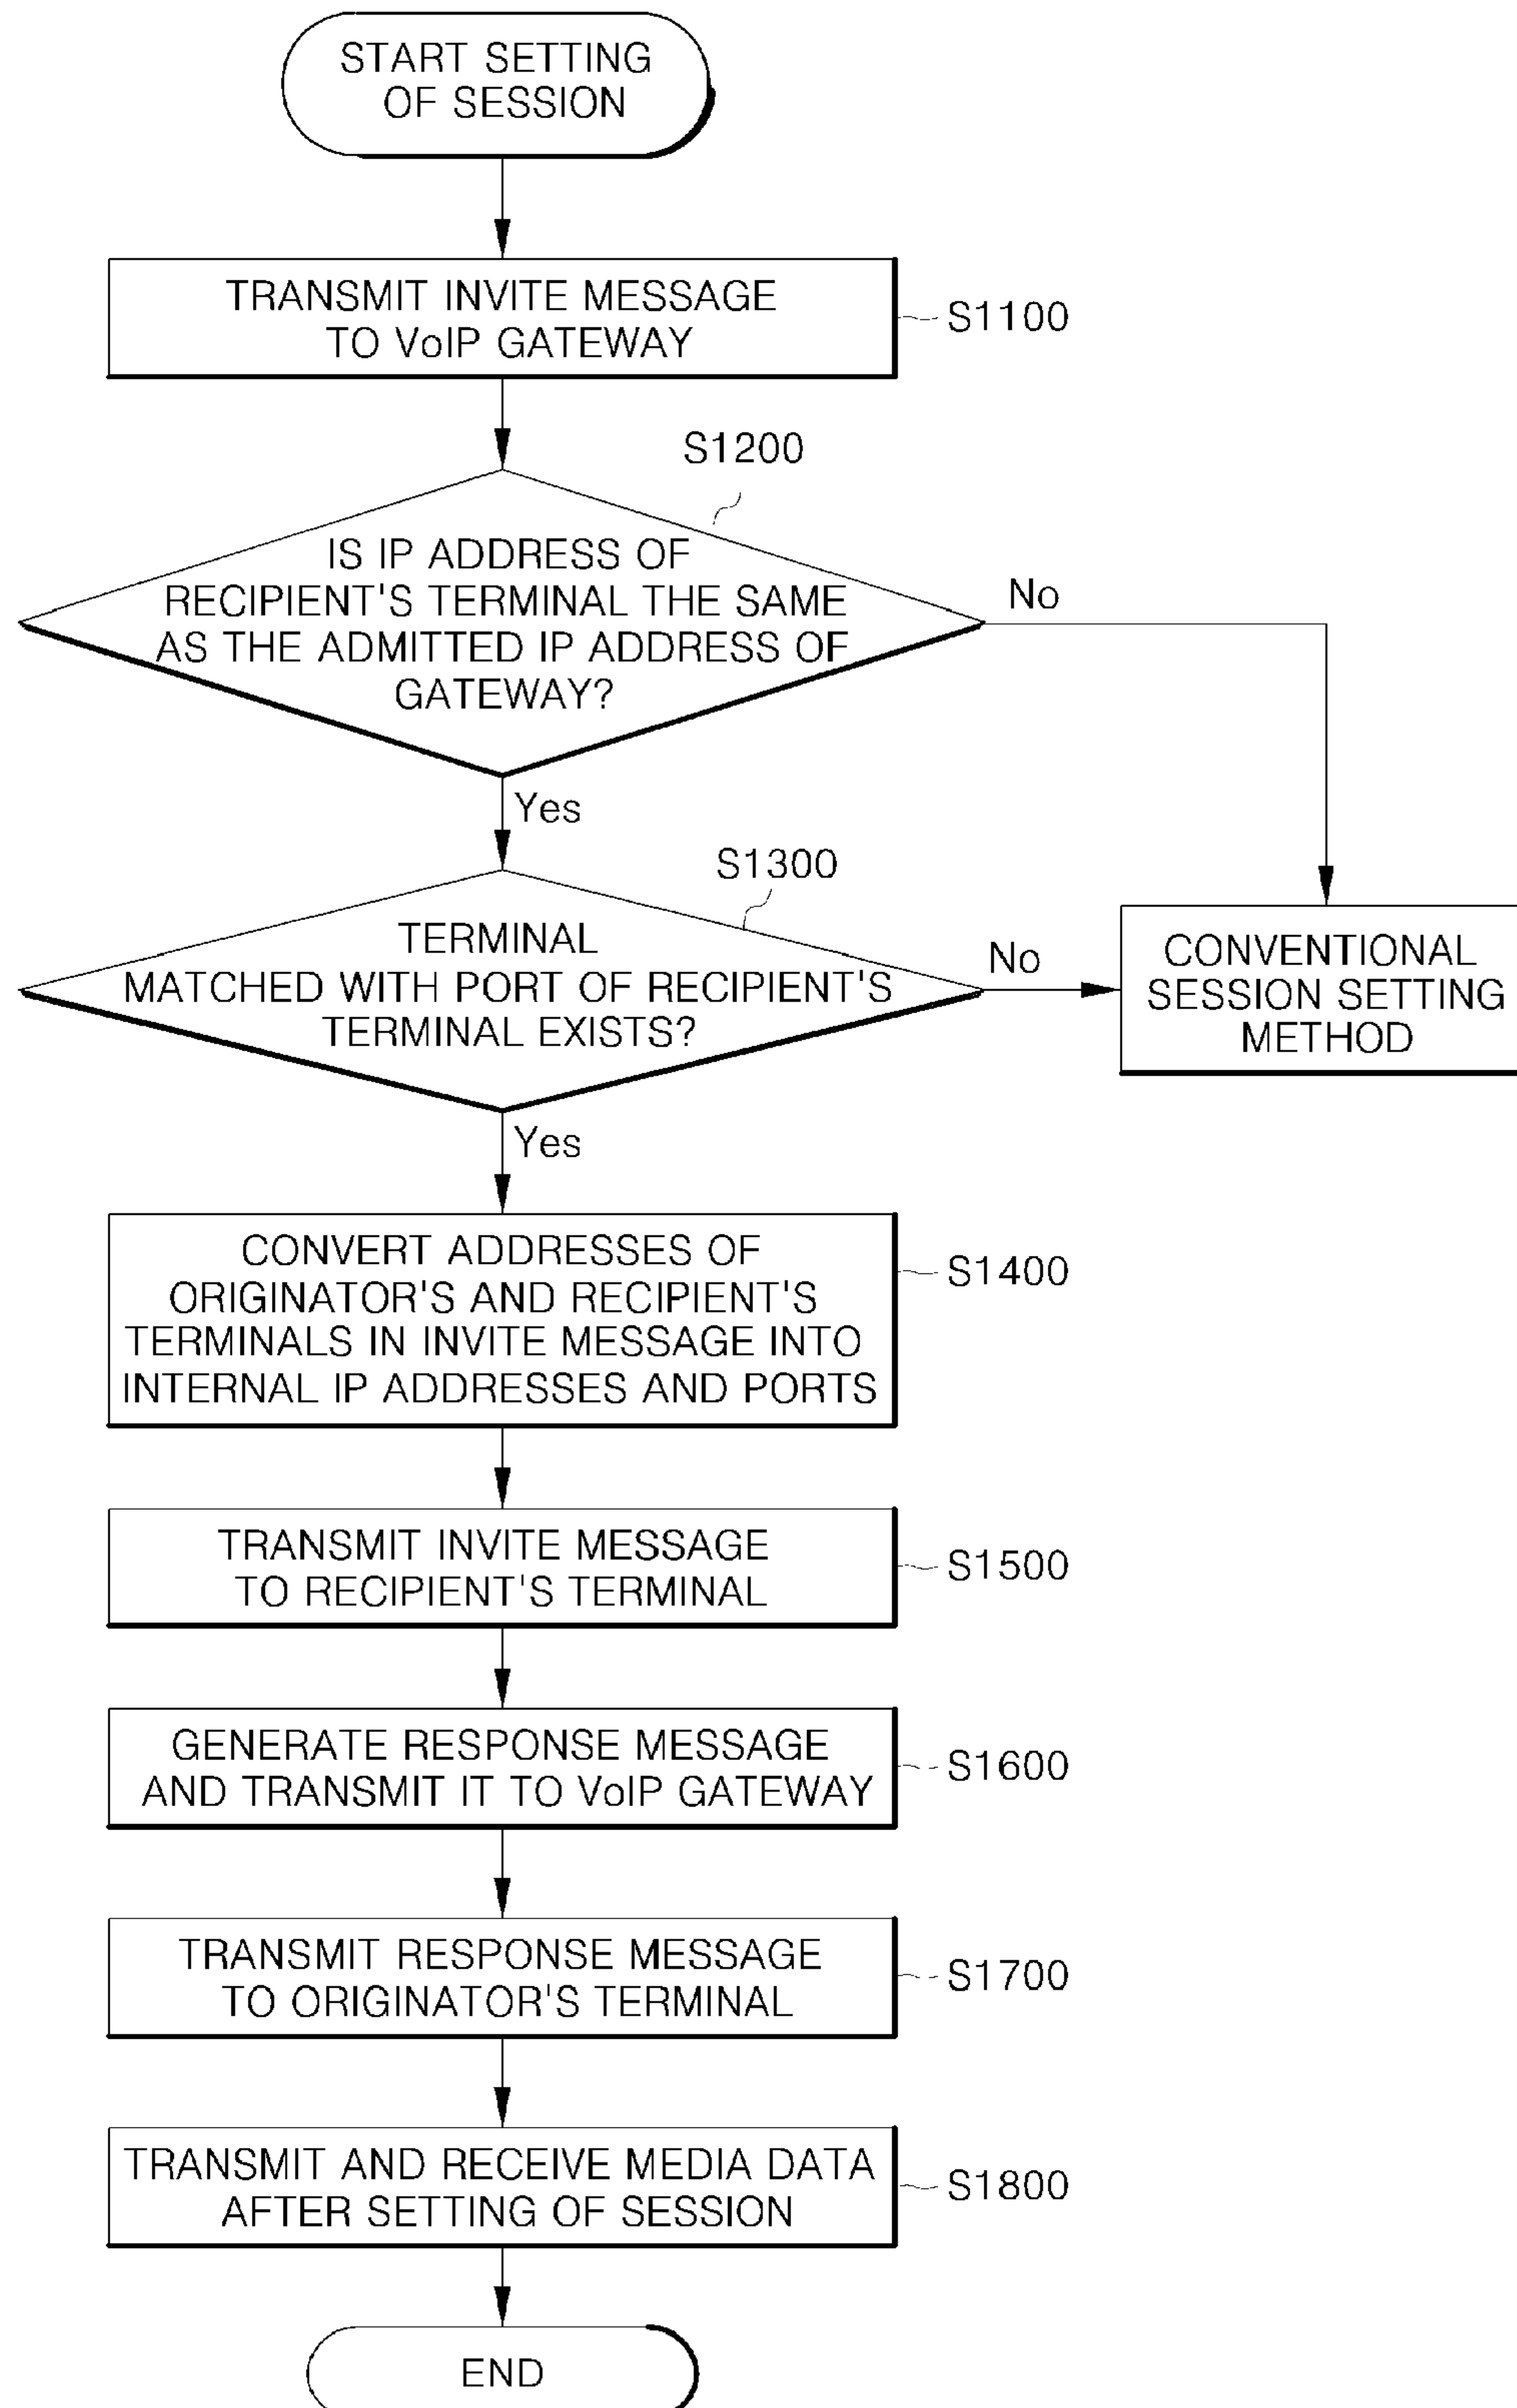 START SETTING
OF SESSION
TRANSMIT INVITE MESSAGE
TO VoIP GATEWAY
S1100
S1200
IS IP ADDRESS OF
RECIPIENT'S TERMINAL THE SAME
AS THE ADMITTED IP ADDRESS OF
GATEWAY?
No
Yes
S1300
TERMINAL
MATCHED WITH PORT OF RECIPIENT'S
TERMINAL EXISTS?
No
CONVENTIONAL
SESSION SETTING
METHOD
Yes
CONVERT ADDRESSES OF
ORIGINATOR'S AND RECIPIENT'S
TERMINALS IN INVITE MESSAGE INTO
INTERNAL IP ADDRESSES AND PORTS
S1400
TRANSMIT INVITE MESSAGE
TO RECIPIENT'S TERMINAL
S1500
GENERATE RESPONSE MESSAGE
AND TRANSMIT IT TO VoIP GATEWAY
S1600
TRANSMIT RESPONSE MESSAGE
TO ORIGINATOR'S TERMINAL
S1700
TRANSMIT AND RECEIVE MEDIA DATA
AFTER SETTING OF SESSION
S1800
END